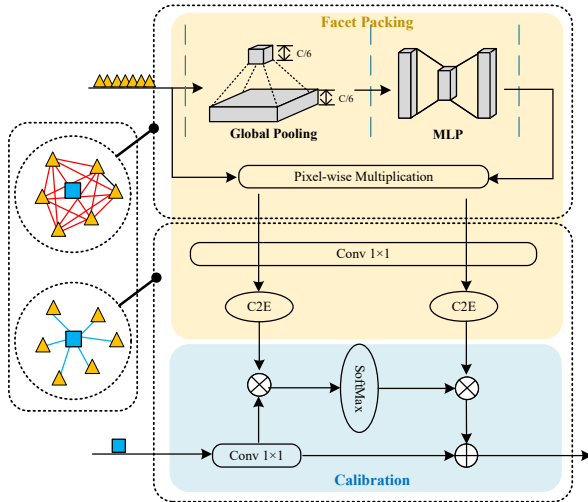 Facet Packing
C/6
C/6
Global Pooling
MLP
Pixel-wise Multiplication
Conv 1×1
C2E
C2E
SoftMax
Conv 1×1
Calibration